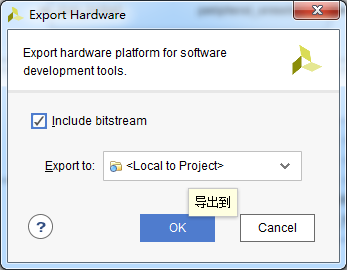 Export Hardware
Export hardware platform for software
development tools.
Include bitstream
Export to: <Local to Project>
导出到
? OK Cancel